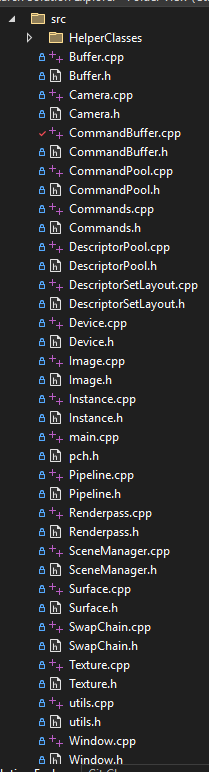 src
HelperClasses
Buffer.cpp
Buffer.h
Camera.cpp
Camera.h
CommandBuffer.cpp
CommandBuffer.h
CommandPool.cpp
CommandPool.h
Commands.cpp
Commands.h
DescriptorPool.cpp
DescriptorPool.h
DescriptorSetLayout.cpp
DescriptorSetLayout.h
Device.cpp
Device.h
Image.cpp
Image.h
Instance.cpp
Instance.h
main.cpp
pch.h
Pipeline.cpp
Pipeline.h
Renderpass.cpp
Renderpass.h
SceneManager.cpp
SceneManager.h
Surface.cpp
Surface.h
SwapChain.cpp
SwapChain.h
Texture.cpp
Texture.h
utils.cpp
utils.h
Window.cpp
Window.h